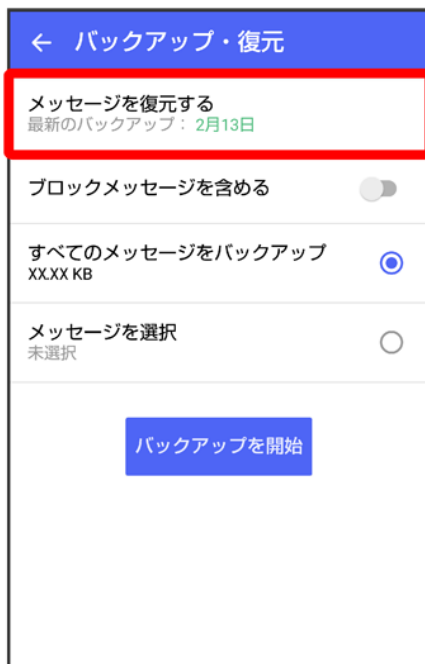 ← バックアップ・復元
メッセージを復元する
最新のバックアップ： 2月13日
ブロックメッセージを含める
すべてのメッセージをバックアップ
XX.XX KB
メッセージを選択
未選択
バックアップを開始